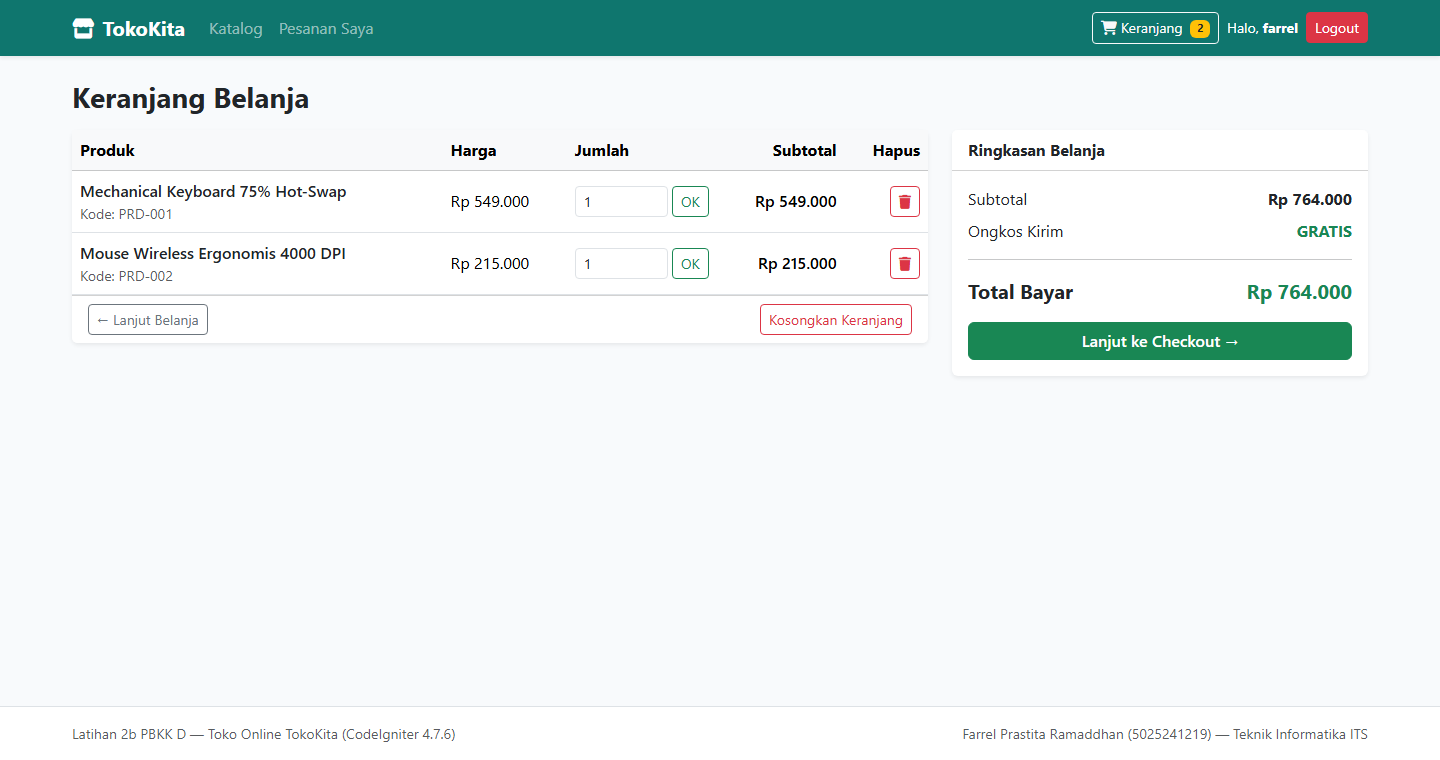 TokoKita Katalog Pesanan Saya Keranjang 2 Halo, farrel Logout
Keranjang Belanja
Produk Harga Jumlah Subtotal Hapus
Mechanical Keyboard 75% Hot-Swap
Kode: PRD-001
Rp 549.000 1 OK Rp 549.000
Mouse Wireless Ergonomis 4000 DPI
Kode: PRD-002
Rp 215.000 1 OK Rp 215.000
← Lanjut Belanja Kosongkan Keranjang
Ringkasan Belanja
Subtotal Rp 764.000
Ongkos Kirim GRATIS
Total Bayar Rp 764.000
Lanjut ke Checkout →
Latihan 2b PBKK D — Toko Online TokoKita (CodeIgniter 4.7.6)
Farrel Prastita Ramaddhan (5025241219) — Teknik Informatika ITS